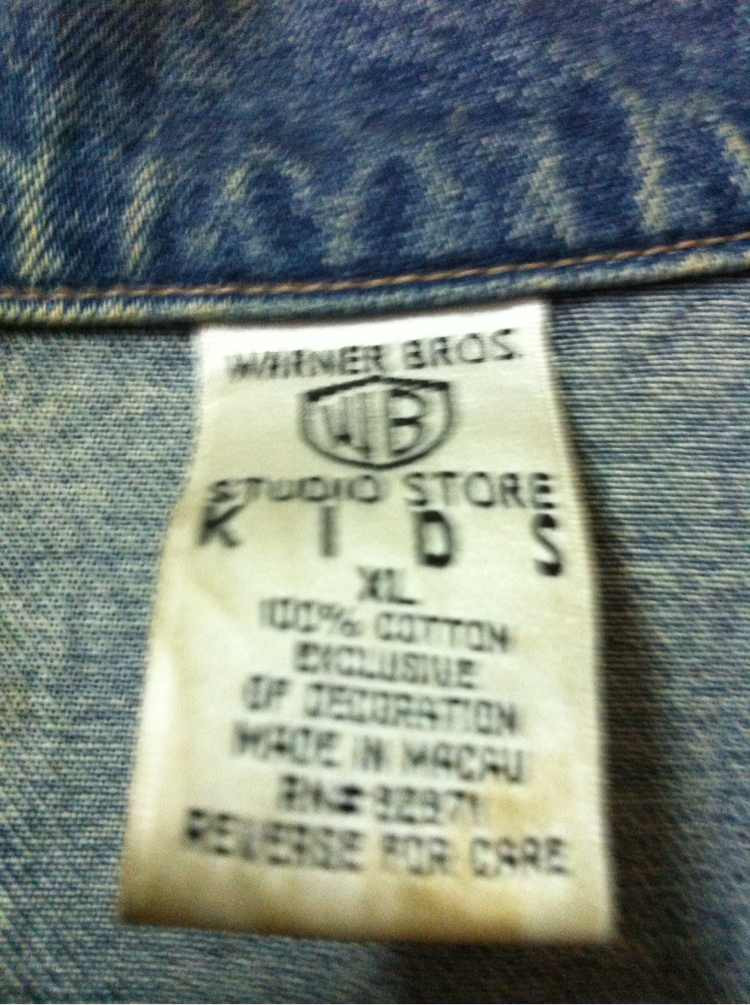 WARNER BROS.
WB
STUDIO STORE
KIDS
XL
100% COTTON
EXCLUSIVE
OF DECORATION
MADE IN MACAU
RN# 92971
REVERSE FOR CARE